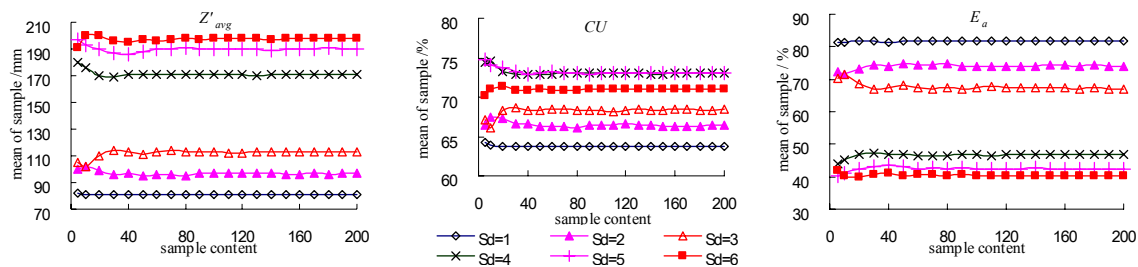 Z'avg
mean of sample /mm
210
190
170
150
130
110
90
70
0 40 80 120 160 200
sample content
CU
mean of sample /%
80
75
70
65
60
0 40 80 120 160 200
sample content
Ea
mean of sample / %
90
80
70
60
50
40
30
0 40 80 120 160 200
sample content
Sd=1 Sd=2 Sd=3
Sd=4 Sd=5 Sd=6